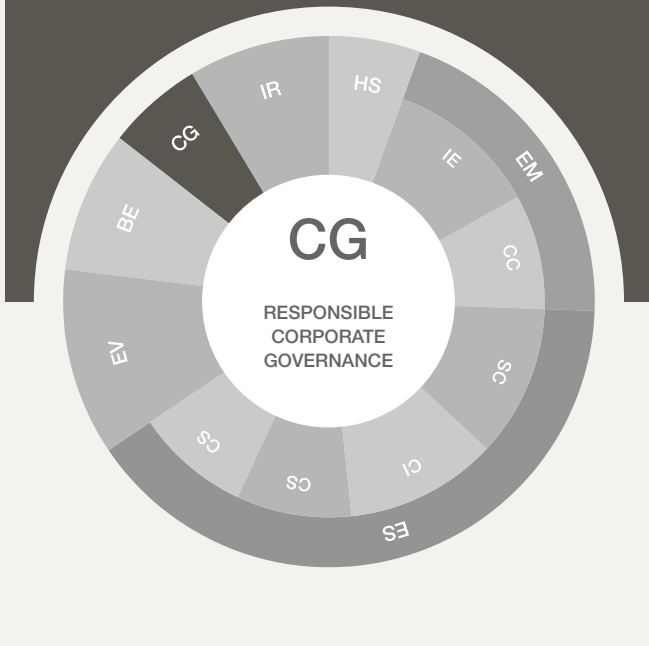 HS
EM
IE
CC
SC
CI
ES
CS
CS
EV
BE
CG
IR
CG
RESPONSIBLE
CORPORATE
GOVERNANCE